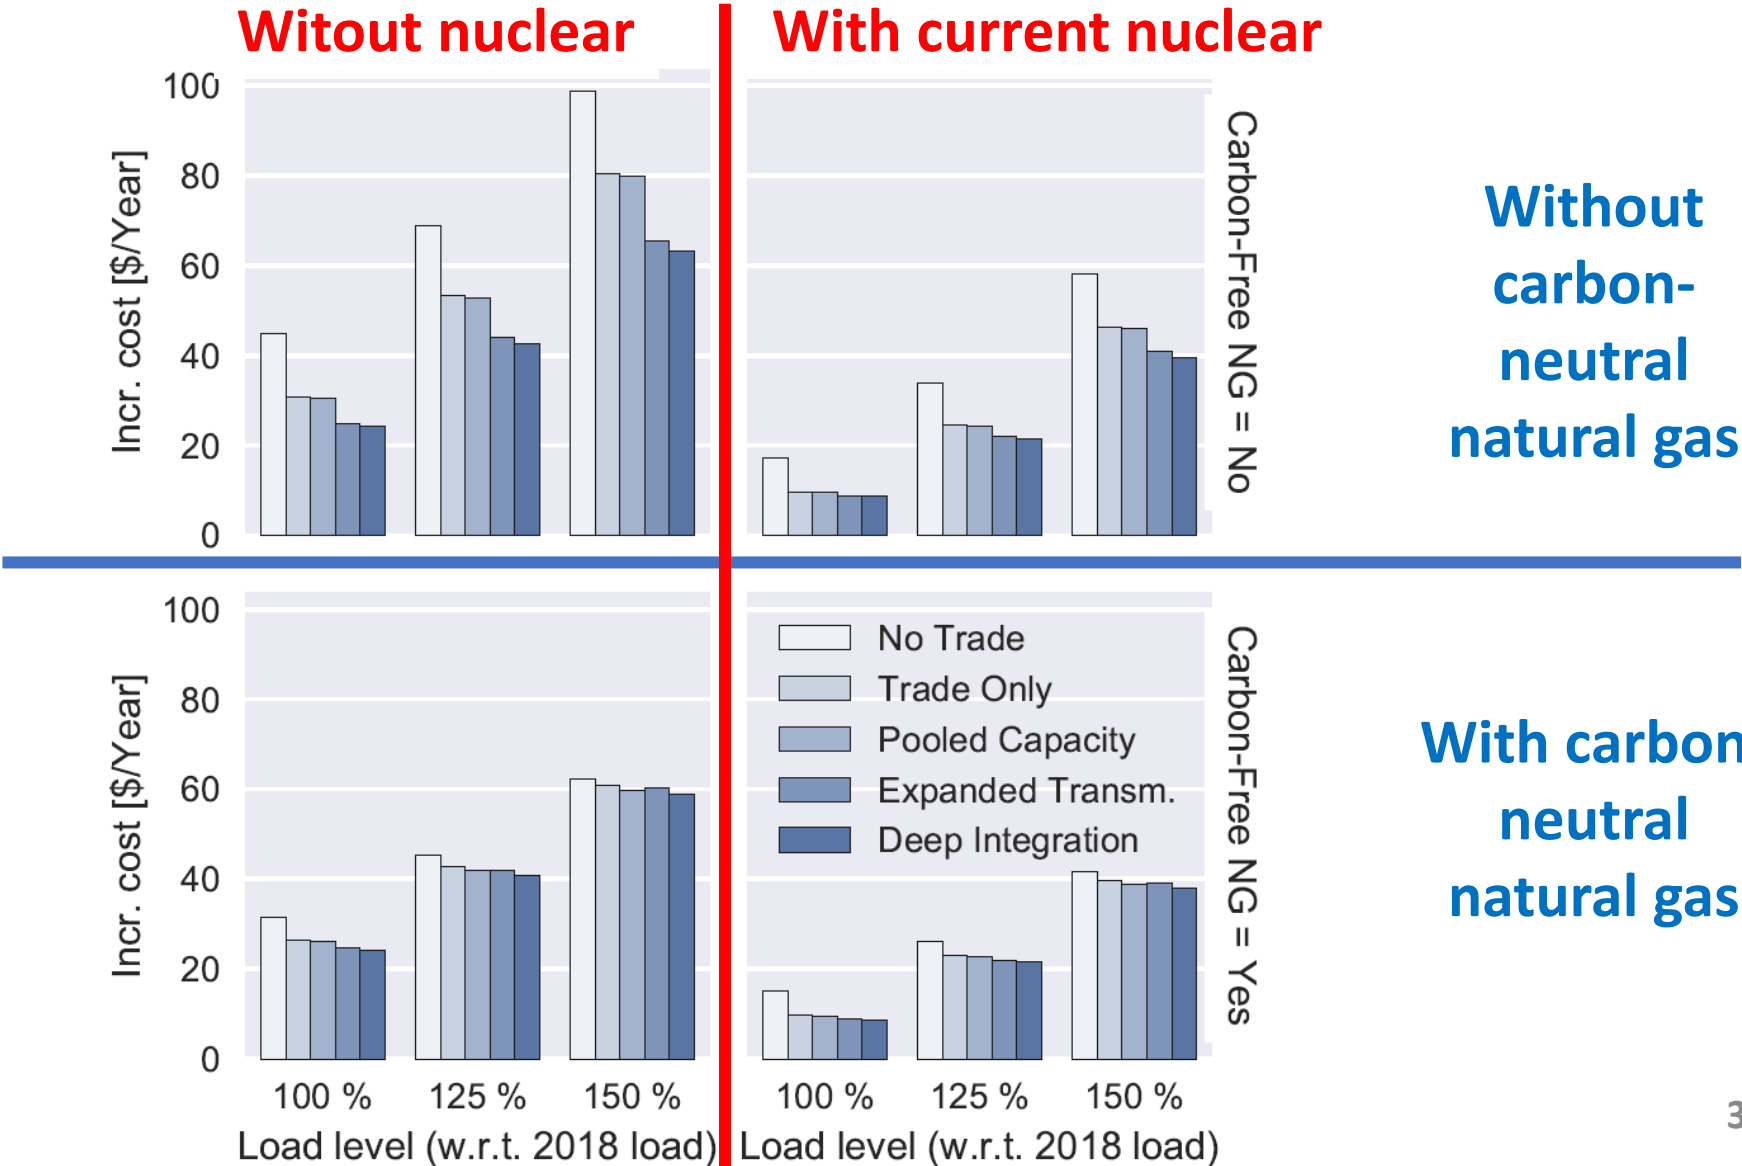 Witout nuclear
With current nuclear
100
80
60
40
20
0
Incr. cost [$/Year]
Carbon-Free NG = No
Without
carbon-
neutral
natural gas
100
80
60
40
20
0
Incr. cost [$/Year]
No Trade
Trade Only
Pooled Capacity
Expanded Transm.
Deep Integration
Carbon-Free NG = Yes
With carbon
neutral
natural gas
100 %
125 %
150 %
100 %
125 %
150 %
Load level (w.r.t. 2018 load)
Load level (w.r.t. 2018 load)
3